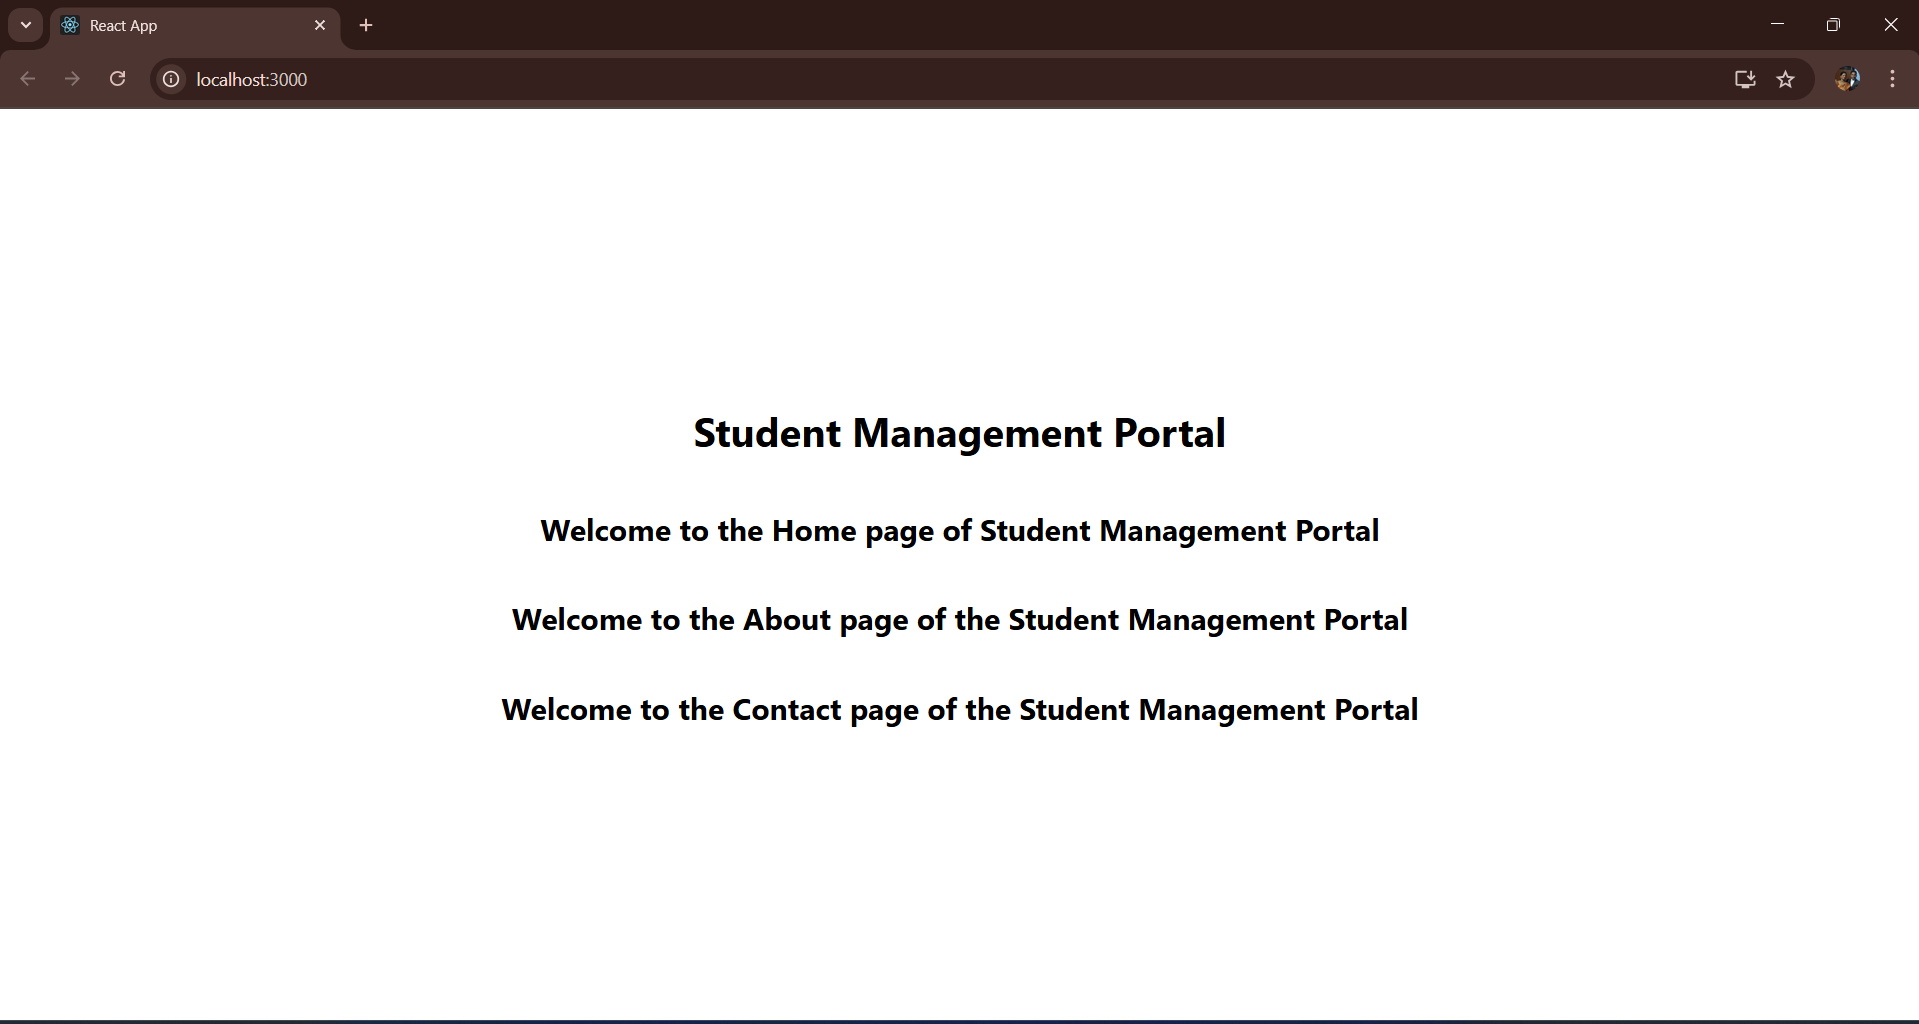 React App
localhost:3000
Student Management Portal
Welcome to the Home page of Student Management Portal
Welcome to the About page of the Student Management Portal
Welcome to the Contact page of the Student Management Portal